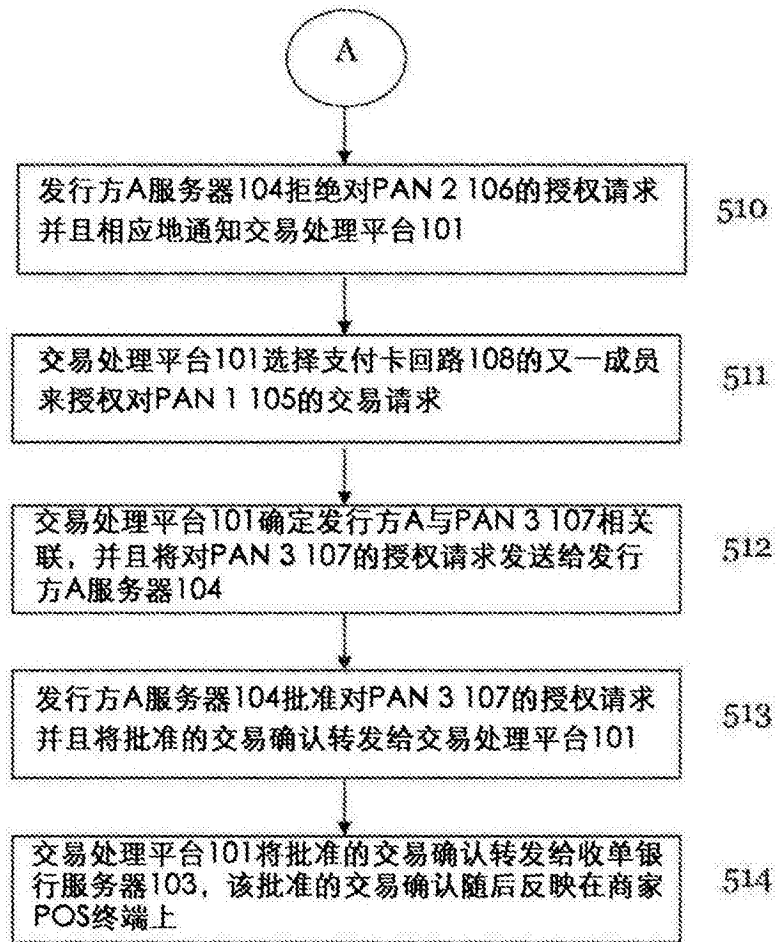 A
发行方A服务器104拒绝对PAN 2 106的授权请求
并且相应地通知交易处理平台101
510
交易处理平台101选择支付卡回路108的又一成员
来授权对PAN 1 105的交易请求
511
交易处理平台101确定发行方A与PAN 3 107相关
联，并且将对PAN 3 107的授权请求发送给发行
方A服务器104
512
发行方A服务器104批准对PAN 3 107的授权请求
并且将批准的交易确认转发给交易处理平台101
513
交易处理平台101将批准的交易确认转发给收单银
行服务器103，该批准的交易确认随后反映在商家
POS终端上
514